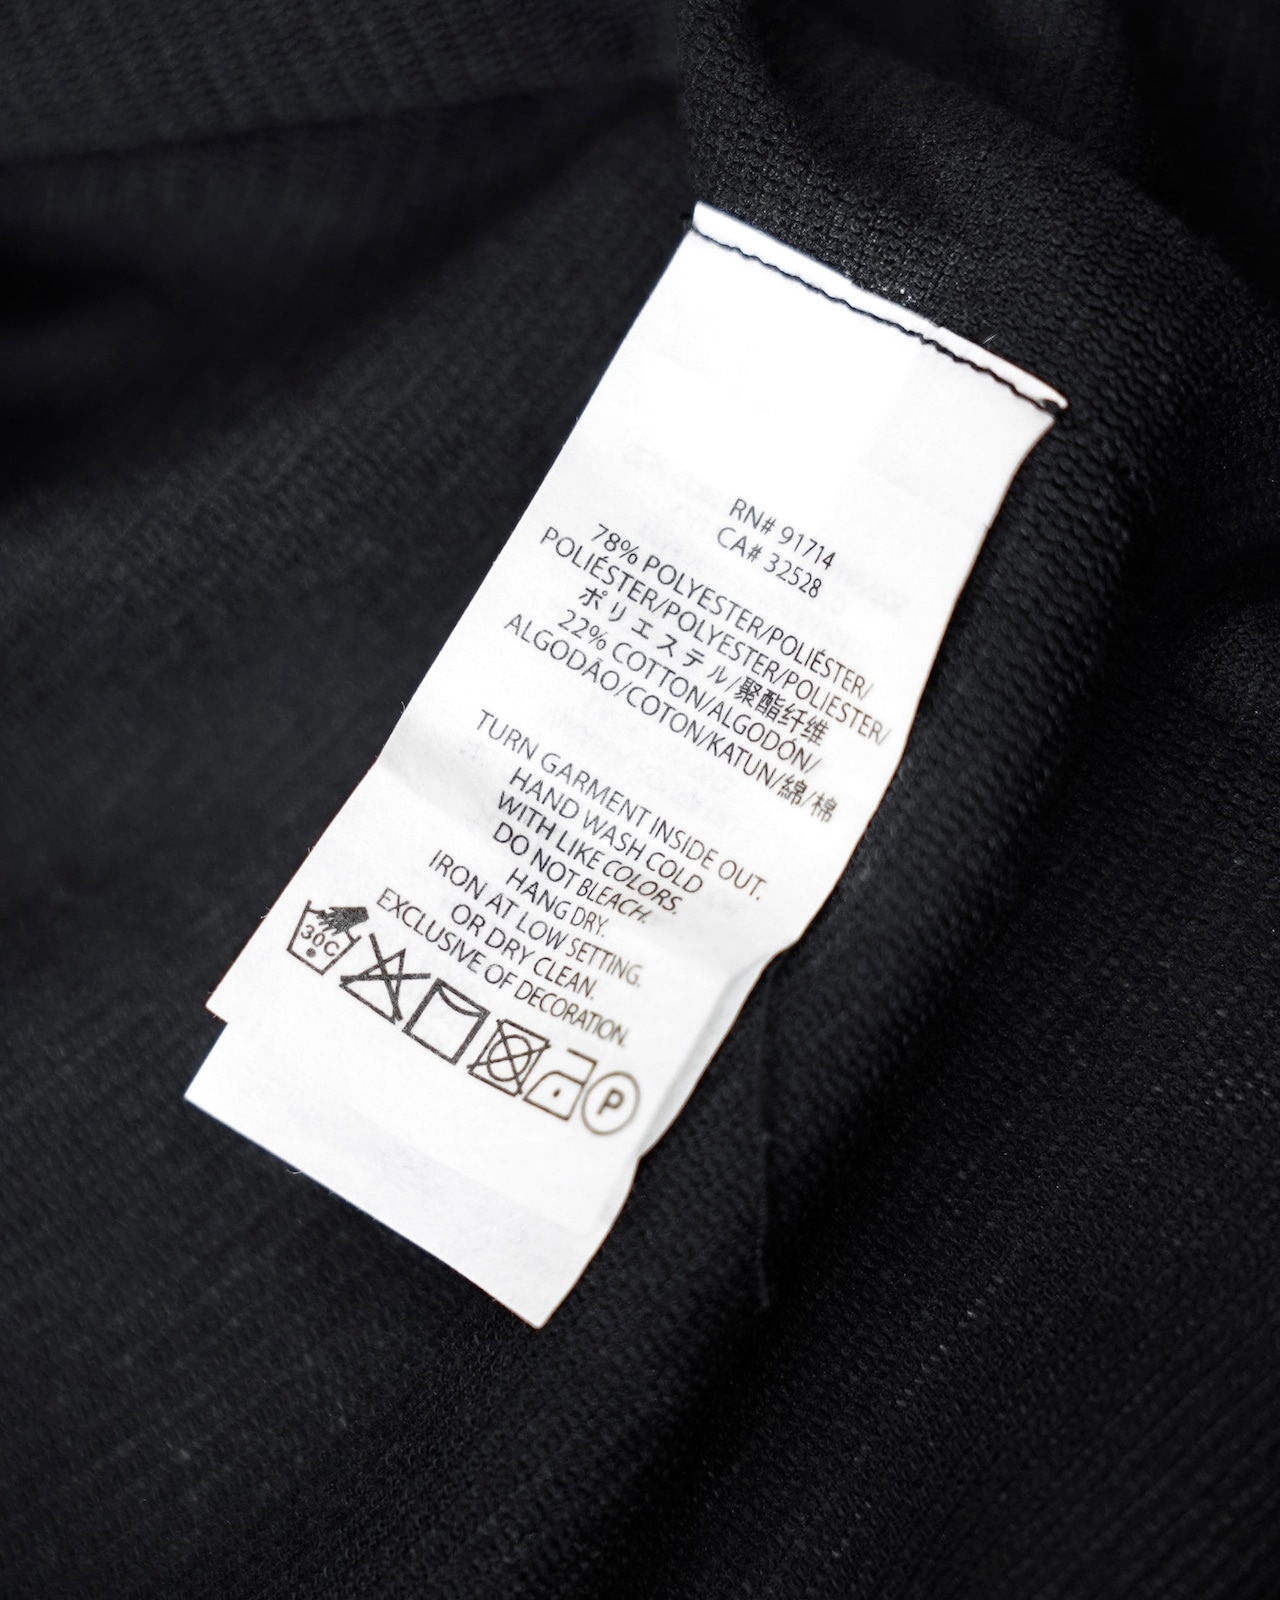 RN# 91714
CA# 32528
78% POLYESTER/POLIÉSTER/
POLIÉSTER/POLYESTER/POLIESTER/
ポリエステル/聚酯纤维
22% COTTON/ALGODÓN/
ALGODÃO/COTON/KATUN/綿/棉
TURN GARMENT INSIDE OUT.
HAND WASH COLD
WITH LIKE COLORS.
DO NOT BLEACH.
HANG DRY.
IRON AT LOW SETTING.
OR DRY CLEAN.
EXCLUSIVE OF DECORATION.
30C
P